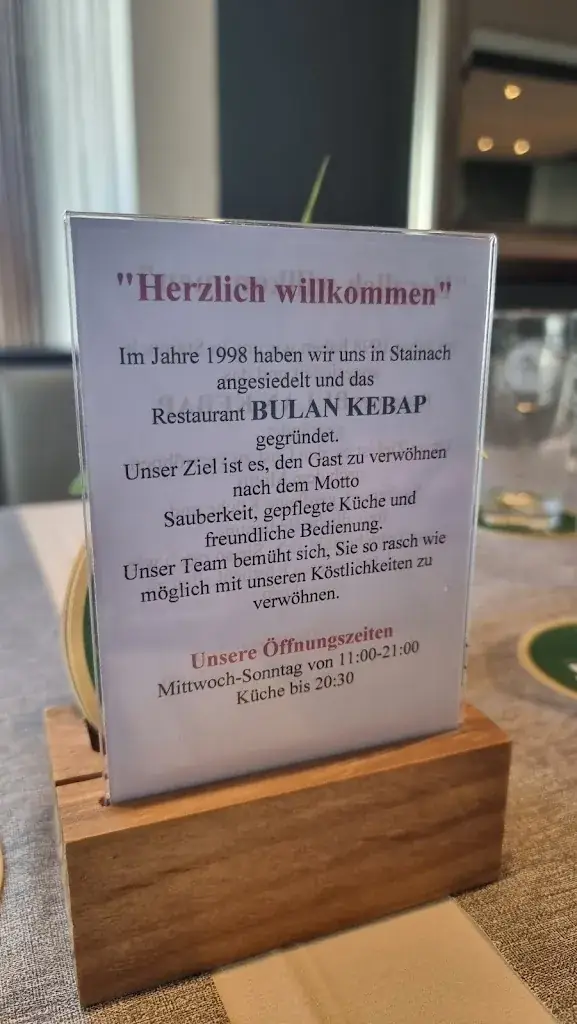 "Herzlich willkommen"
Im Jahre 1998 haben wir uns in Stainach
angesiedelt und das
Restaurant BULAN KEBAP
gegründet.
Unser Ziel ist es, den Gast zu verwöhnen
nach dem Motto
Sauberkeit, gepflegte Küche und
freundliche Bedienung.
Unser Team bemüht sich, Sie so rasch wie
möglich mit unseren Köstlichkeiten zu
verwöhnen.
Unsere Öffnungszeiten
Mittwoch-Sonntag von 11:00-21:00
Küche bis 20:30